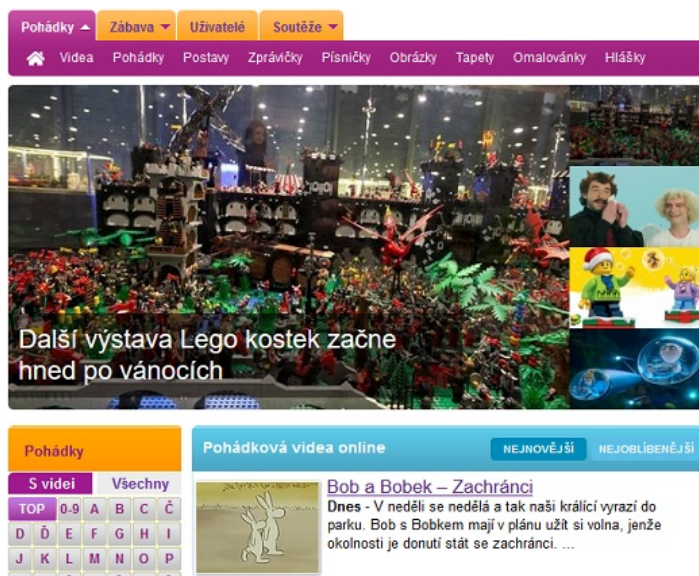 Pohádky Zábava Uživatelé Soutěže
Videa Pohádky Postavy Zprávičky Písničky Obrázky Tapety Omalovánky Hlášky
Další výstava Lego kostek začne
hned po vánocích
Pohádky
S videi Všechny
TOP 0-9 A B C Č
D Ď E F G H I
J K L M N O P
Pohádková videa online NEJNOVĚJŠÍ NEJOBLÍBENĚJŠÍ
Bob a Bobek – Zachránci
Dnes - V neděli se nedělá a tak naši králící vyrazí do
parku. Bob s Bobkem mají v plánu užít si volna, jenže
okolnosti je donutí stát se zachránci. ...